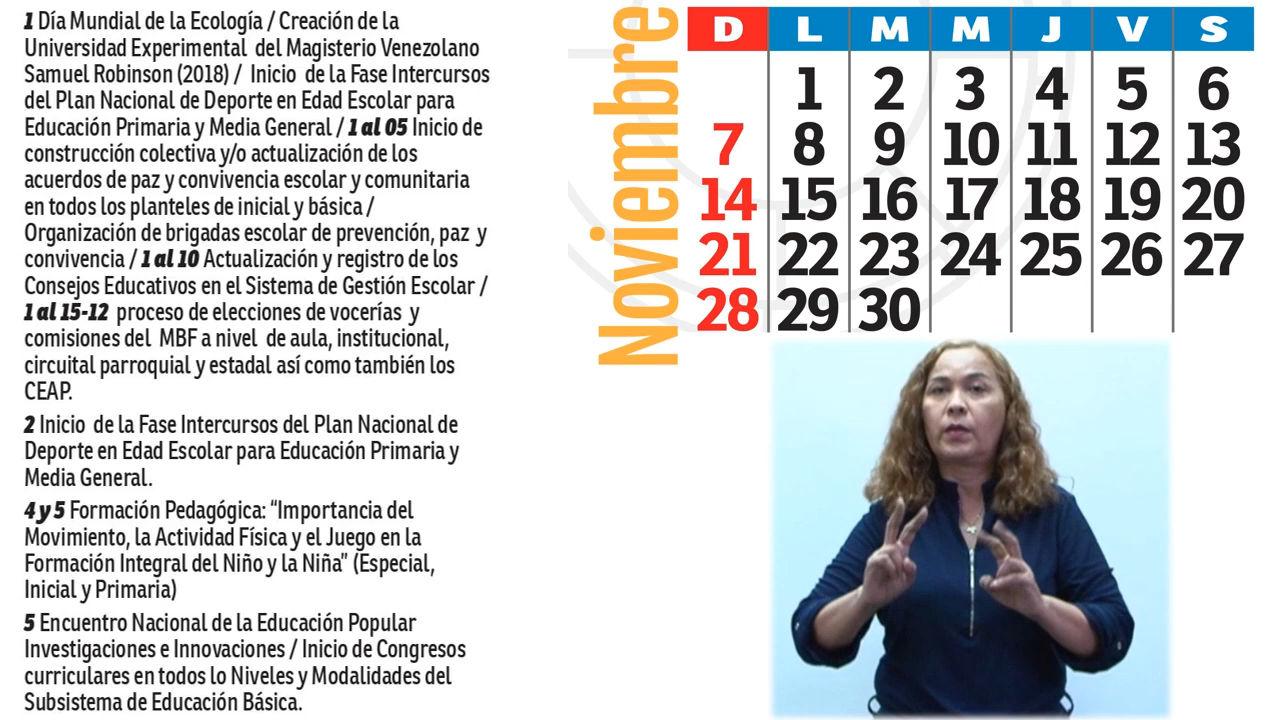 1 Día Mundial de la Ecología / Creación de la
Universidad Experimental del Magisterio Venezolano
Samuel Robinson (2018) / Inicio de la Fase Intercursos
del Plan Nacional de Deporte en Edad Escolar para
Educación Primaria y Media General / 1 al 05 Inicio de
construcción colectiva y/o actualización de los
acuerdos de paz y convivencia escolar y comunitaria
en todos los planteles de inicial y básica /
Organización de brigadas escolar de prevención, paz y
convivencia / 1 al 10 Actualización y registro de los
Consejos Educativos en el Sistema de Gestión Escolar /
1 al 15-12 proceso de elecciones de vocerías y
comisiones del MBF a nivel de aula, institucional,
circuital parroquial y estadal así como también los
CEAP.
2 Inicio de la Fase Intercursos del Plan Nacional de
Deporte en Edad Escolar para Educación Primaria y
Media General.
4 y 5 Formación Pedagógica: “Importancia del
Movimiento, la Actividad Física y el Juego en la
Formación Integral del Niño y la Niña” (Especial,
Inicial y Primaria)
5 Encuentro Nacional de la Educación Popular
Investigaciones e Innovaciones / Inicio de Congresos
curriculares en todos lo Niveles y Modalidades del
Subsistema de Educación Básica.
Noviembre
D L M M J V S
1 2 3 4 5 6
7 8 9 10 11 12 13
14 15 16 17 18 19 20
21 22 23 24 25 26 27
28 29 30